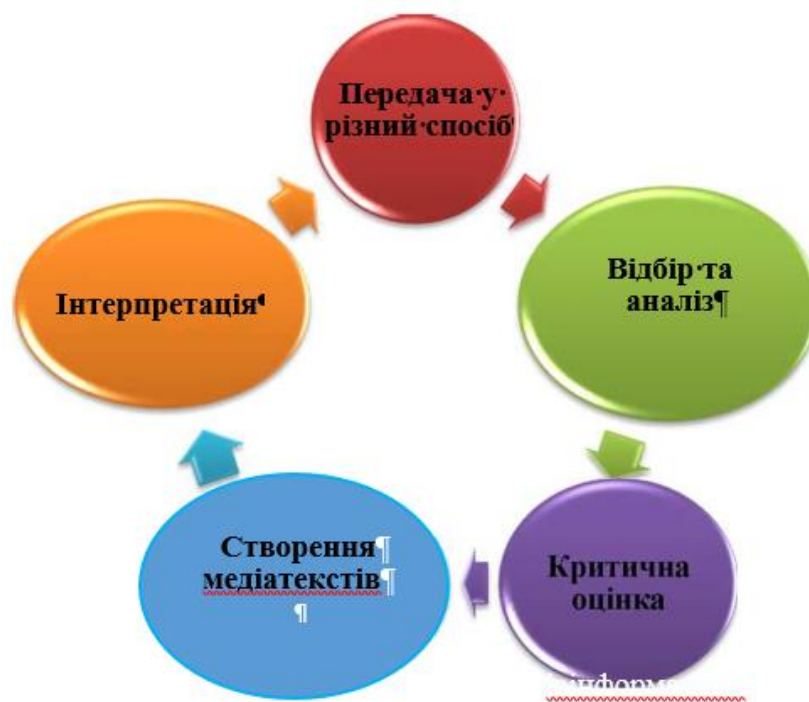 Передача у
різний спосіб
Відбір та
аналіз
Критична
оцінка
Створення
медіатекстів
Інтерпретація